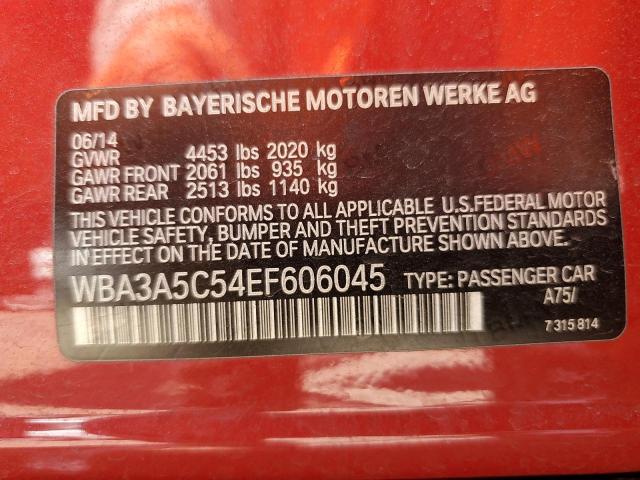 MFD BY BAYERISCHE MOTOREN WERKE AG
06/14
GVWR 4453 lbs 2020 kg
GAWR FRONT 2061 lbs 935 kg
GAWR REAR 2513 lbs 1140 kg
THIS VEHICLE CONFORMS TO ALL APPLICABLE U.S.FEDERAL MOTOR
VEHICLE SAFETY, BUMPER AND THEFT PREVENTION STANDARDS
IN EFFECT ON THE DATE OF MANUFACTURE SHOWN ABOVE.
WBA3A5C54EF606045 TYPE: PASSENGER CAR
A75/
7 315 814